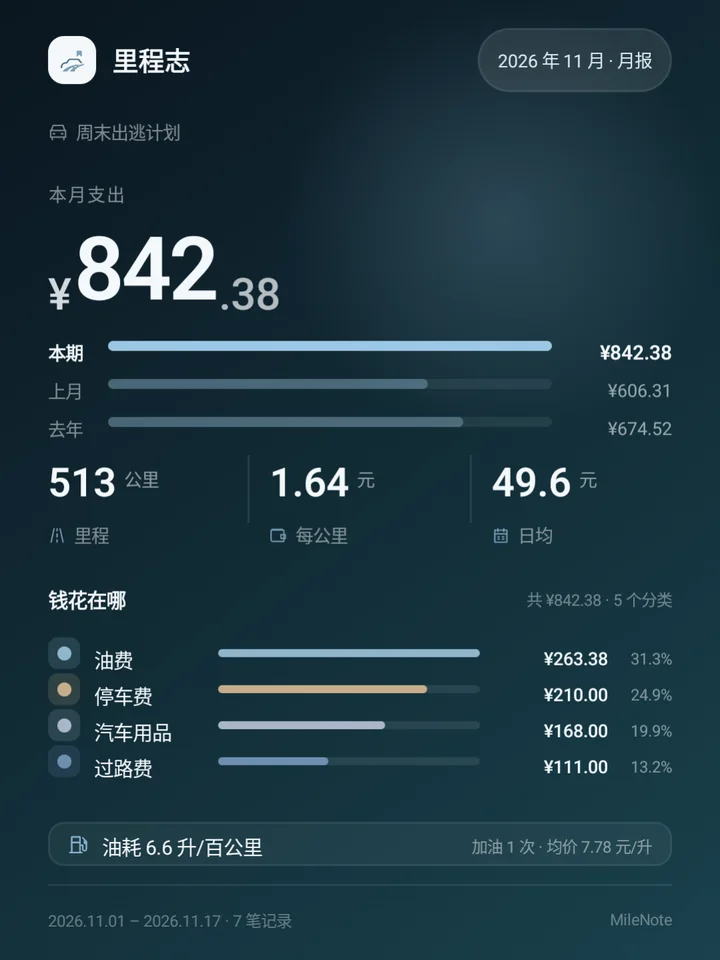 里程志
2026 年 11 月 · 月报
周末出逃计划
本月支出
¥842.38
本期 ¥842.38
上月 ¥606.31
去年 ¥674.52
513 公里 1.64 元 49.6 元
里程 每公里 日均
钱花在哪 共 ¥842.38 · 5 个分类
油费 ¥263.38 31.3%
停车费 ¥210.00 24.9%
汽车用品 ¥168.00 19.9%
过路费 ¥111.00 13.2%
油耗 6.6 升/百公里 加油 1 次 · 均价 7.78 元/升
2026.11.01 – 2026.11.17 · 7 笔记录 MileNote